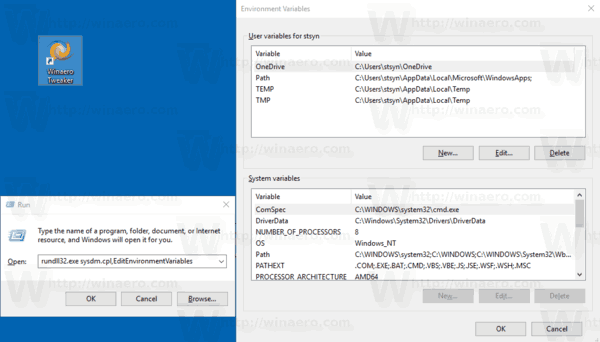 Winaero
Tweaker
Run
Type the name of a program, folder, document, or Internet
resource, and Windows will open it for you.
Open: rundll32.exe sysdm.cpl,EditEnvironmentVariables
OK Cancel Browse...
Environment Variables
User variables for stsyn
Variable Value
OneDrive C:\Users\stsyn\OneDrive
Path C:\Users\stsyn\AppData\Local\Microsoft\WindowsApps;
TEMP C:\Users\stsyn\AppData\Local\Temp
TMP C:\Users\stsyn\AppData\Local\Temp
New... Edit... Delete
System variables
Variable Value
ComSpec C:\WINDOWS\system32\cmd.exe
DriverData C:\Windows\System32\Drivers\DriverData
NUMBER_OF_PROCESSORS 8
OS Windows_NT
Path C:\WINDOWS\system32;C:\WINDOWS;C:\WINDOWS\System32\Wb...
PATHEXT .COM;.EXE;.BAT;.CMD;.VBS;.VBE;.JS;.JSE;.WSF;.WSH;.MSC
PROCESSOR_ARCHITECTURE AMD64
New... Edit... Delete
OK Cancel
http://winaero.com